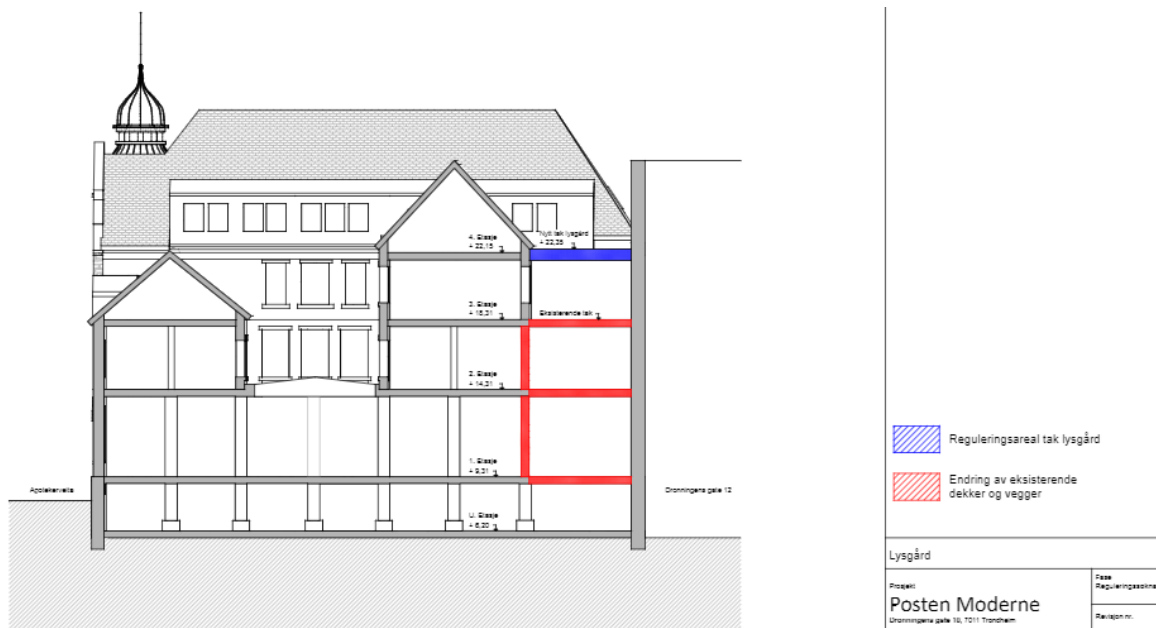 4. Etasje
+ 22,15
Nytt tak lysgård
+ 22,35
3. Etasje
+ 18,31
Eksisterende tak
2. Etasje
+ 14,31
1. Etasje
+ 9,31
U. Etasje
+ 6,20
Apotekerveita
Dronningens gate 12
Reguleringsareal tak lysgård
Endring av eksisterende
dekker og vegger
Lysgård
Prosjekt
Posten Moderne
Dronningens gate 10, 7011 Trondheim
Fase
Revisjon nr.